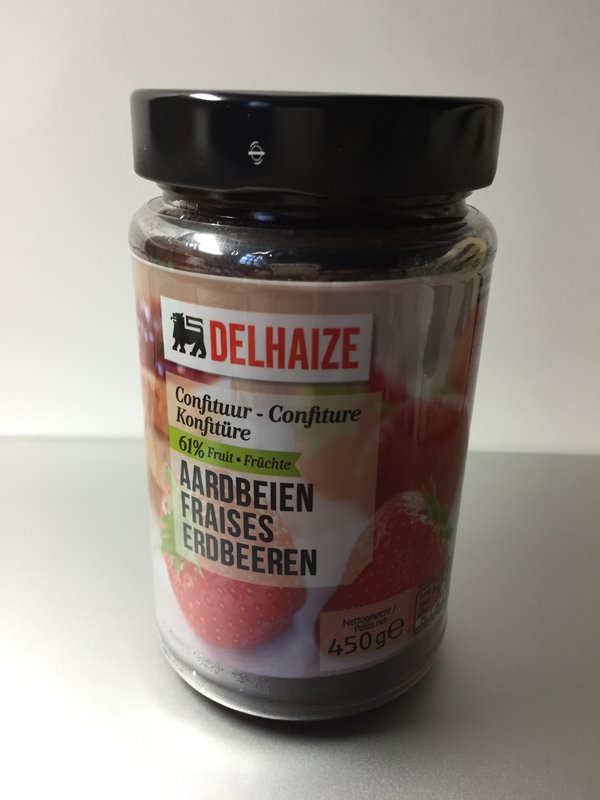 DELHAIZE
Confituur - Confiture
Konfitüre
61% Fruit • Früchte
AARDBEIEN
FRAISES
ERDBEEREN
Nettogewicht /
Poids net
450g℮